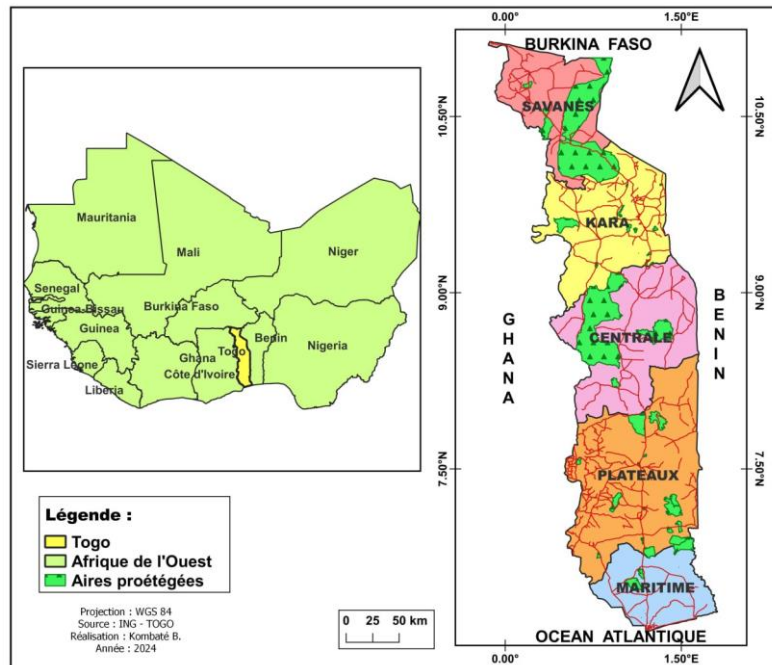 Mauritania
Mali
Niger
Senegal
Guinea-Bissau
Burkina Faso
Guinea
Benin
Togo
Nigeria
Ghana
Sierra Leone
Côte d'Ivoire
Liberia
Légende :
Togo
Afrique de l'Ouest
Aires proétégées
Projection : WGS 84
Source : ING - TOGO
Réalisation : Kombaté B.
Année : 2024
0 25 50 km
0.00° 1.50°E
BURKINA FASO
10.50°N
SAVANES
10.50°N
KARA
9.00°N
9.00°N
GHANA
BENIN
CENTRALE
7.50°N
PLATEAUX
7.50°N
MARITIME
OCEAN ATLANTIQUE
0.00° 1.50°E